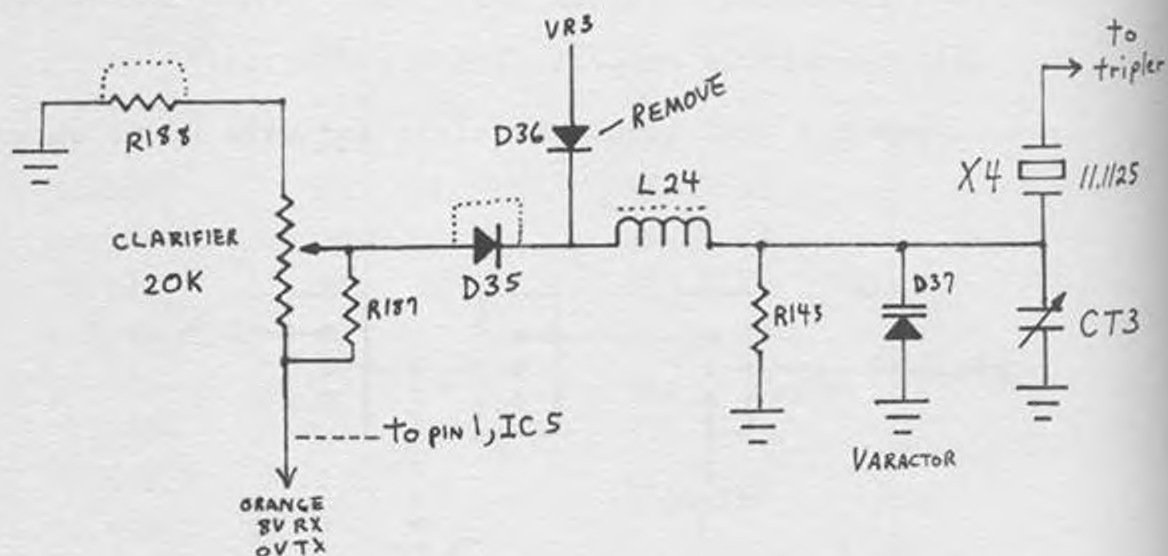 VR3
to
tripler
R188
D36
REMOVE
L24
X4
11.1125
CLARIFIER
20K
D35
R187
R143
D37
CT3
to PIN 1, IC 5
VARACTOR
ORANGE
8V RX
0V TX